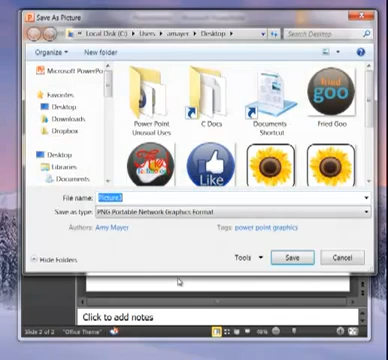 Save As Picture
Local Disk (C:) ▸ Users ▸ amayer ▸ Desktop ▸
Search Desktop
Organize
New folder
Microsoft PowerPo
Favorites
Desktop
Downloads
Dropbox
Desktop
Libraries
Documents
Power Point Unusual Uses
C Docs
Documents - Shortcut
fried
goo
Fried Goo
Like
File name: Picture3
Save as type: PNG Portable Network Graphics Format
Authors: Amy Mayer
Tags: power point graphics
Hide Folders
Tools
Save
Cancel
Click to add notes
Slide 2 of 2
"Office Theme"